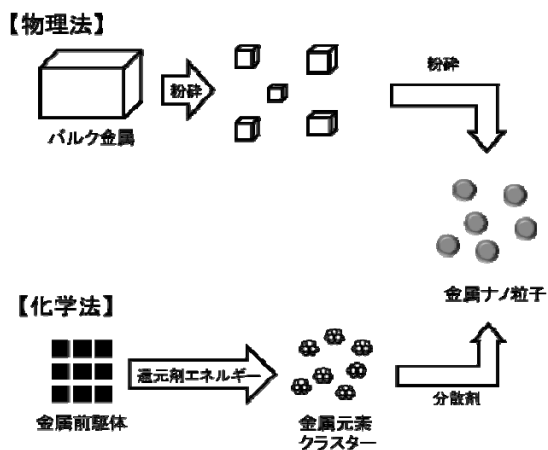 【物理法】
粉砕
粉砕
バルク金属
金属ナノ粒子
【化学法】
還元剤エネルギー
金属前駆体
金属元素
クラスター
分散剤